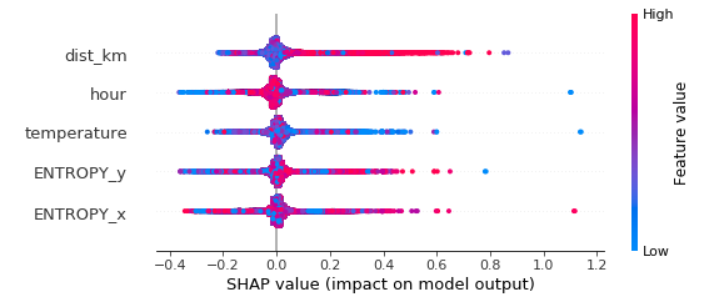 High
dist_km
hour
temperature
ENTROPY_y
ENTROPY_x
Feature value
Low
−0.4 −0.2 0.0 0.2 0.4 0.6 0.8 1.0 1.2
SHAP value (impact on model output)